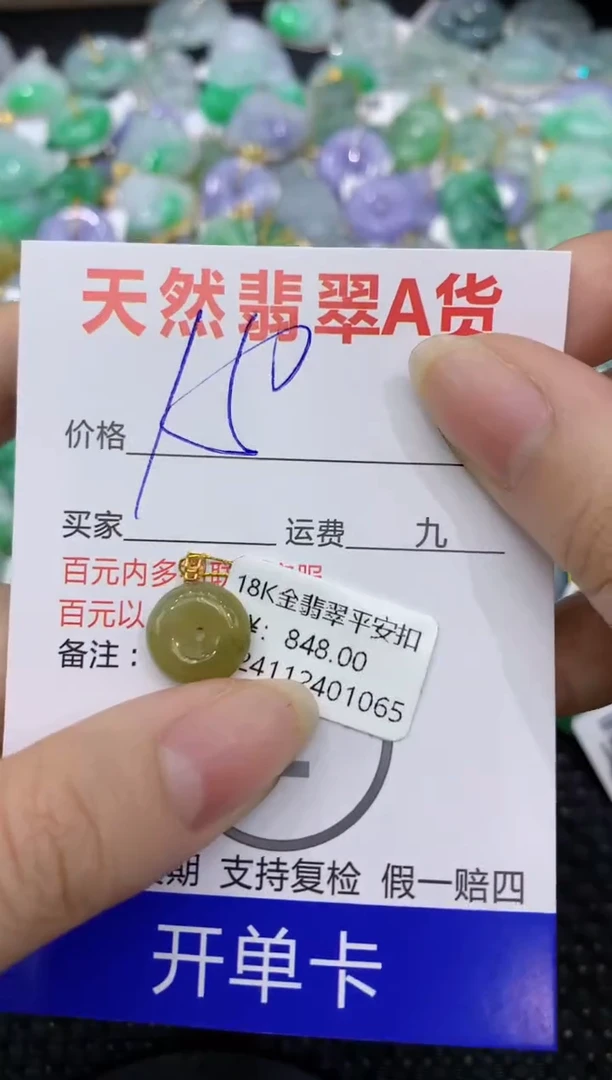 天然翡翠A货
价格
买家 运费 九
百元内多
百元以
备注：
18K金翡翠平安扣
¥: 848.00
24112401065
期 支持复检 假一赔四
开单卡